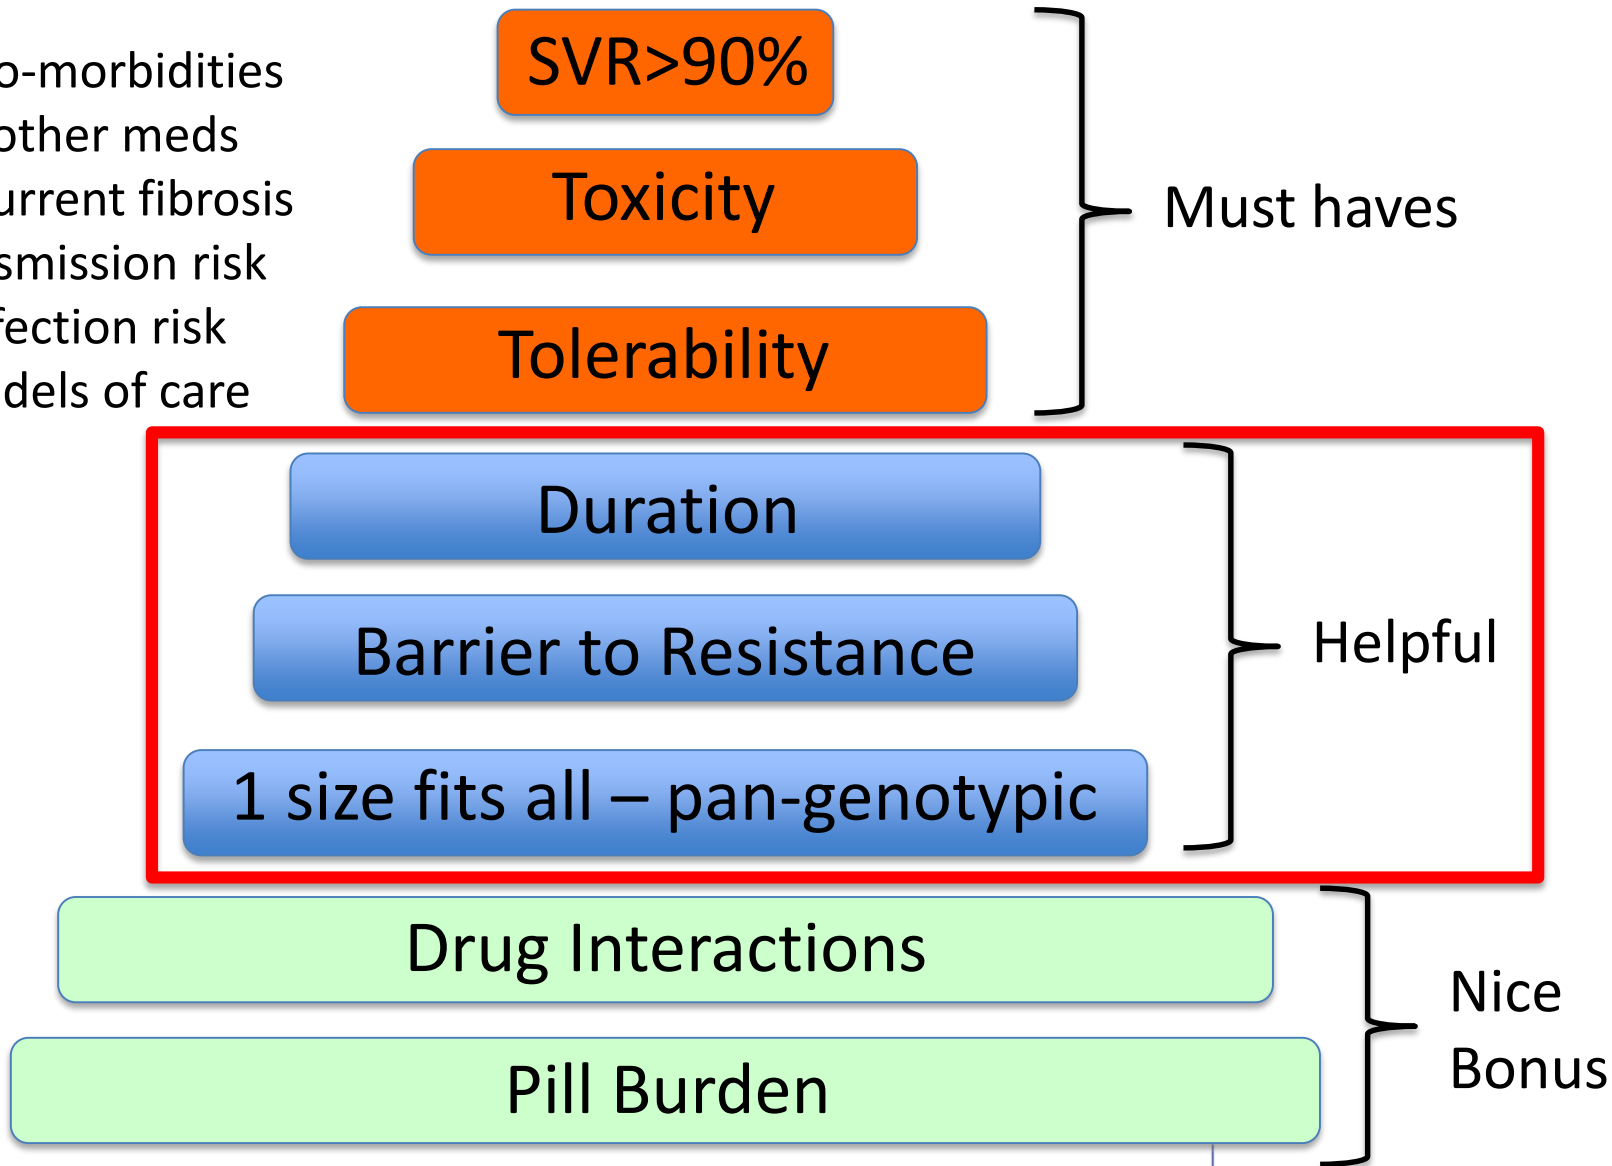 SVR>90%
o-morbidities
other meds
Toxicity
urrent fibrosis
Must haves
smission risk
fection risk
Tolerability
dels of care
Duration
Barrier to Resistance
Helpful
1 size fits all – pan-genotypic
Drug Interactions
Nice
Bonus
Pill Burden